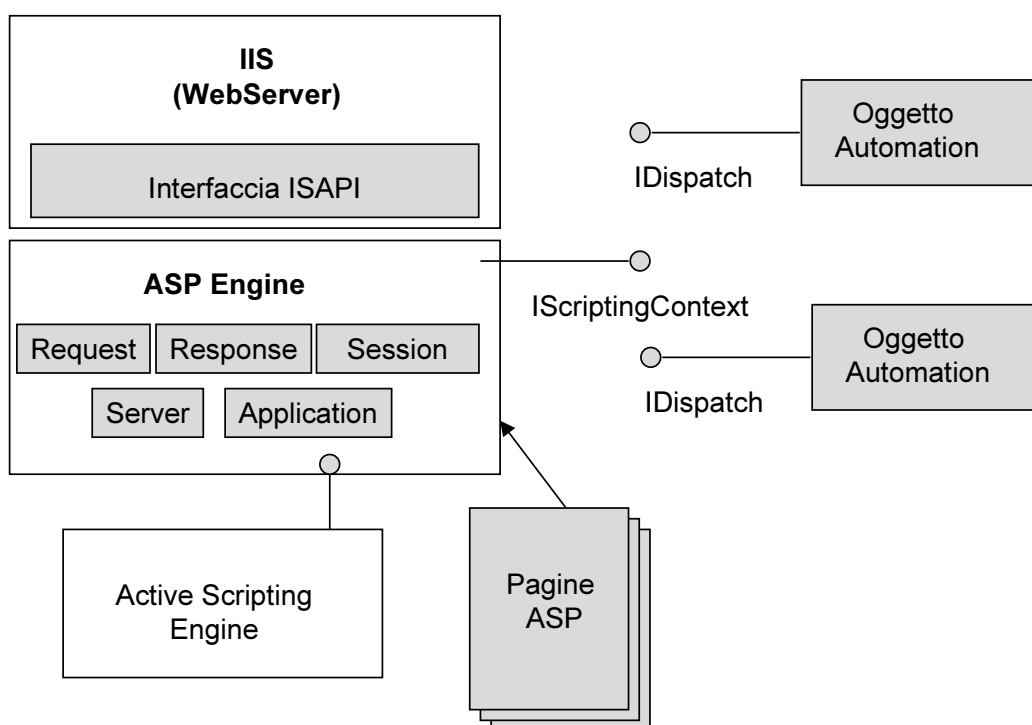 IIS
(WebServer)
Interfaccia ISAPI
Oggetto
Automation
IDispatch
ASP Engine
IScriptingContext
Request
Response
Session
Server
Application
Oggetto
Automation
IDispatch
Active Scripting
Engine
Pagine
ASP